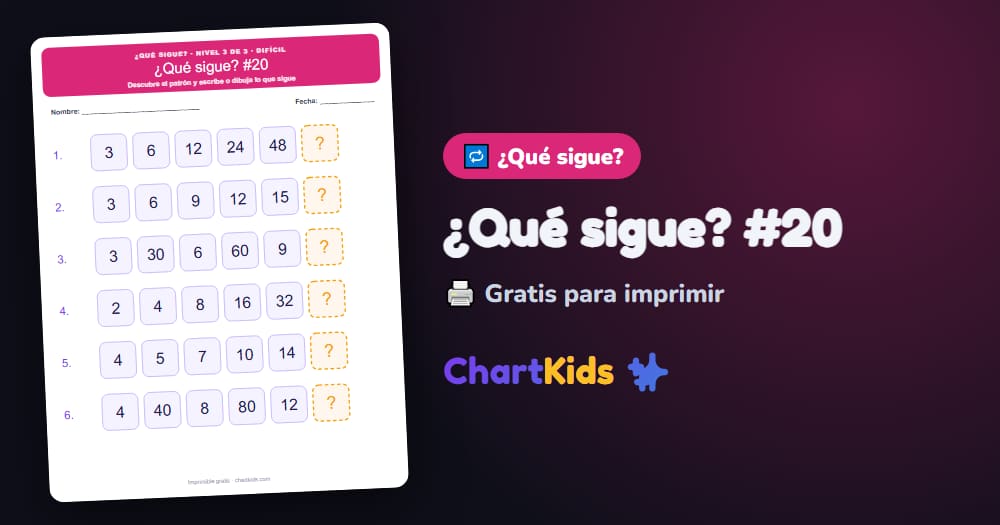 ¿QUÉ SIGUE? · NIVEL 3 DE 3 · DIFÍCIL
¿Qué sigue? #20
Descubre el patrón y escribe o dibuja lo que sigue
Nombre: ____________________ Fecha: __________
1. 3 6 12 24 48 ?
2. 3 6 9 12 15 ?
3. 3 30 6 60 9 ?
4. 2 4 8 16 32 ?
5. 4 5 7 10 14 ?
6. 4 40 8 80 12 ?
Imprimible gratis · chartkids.com
¿Qué sigue?
¿Qué sigue? #20
Gratis para imprimir
ChartKids